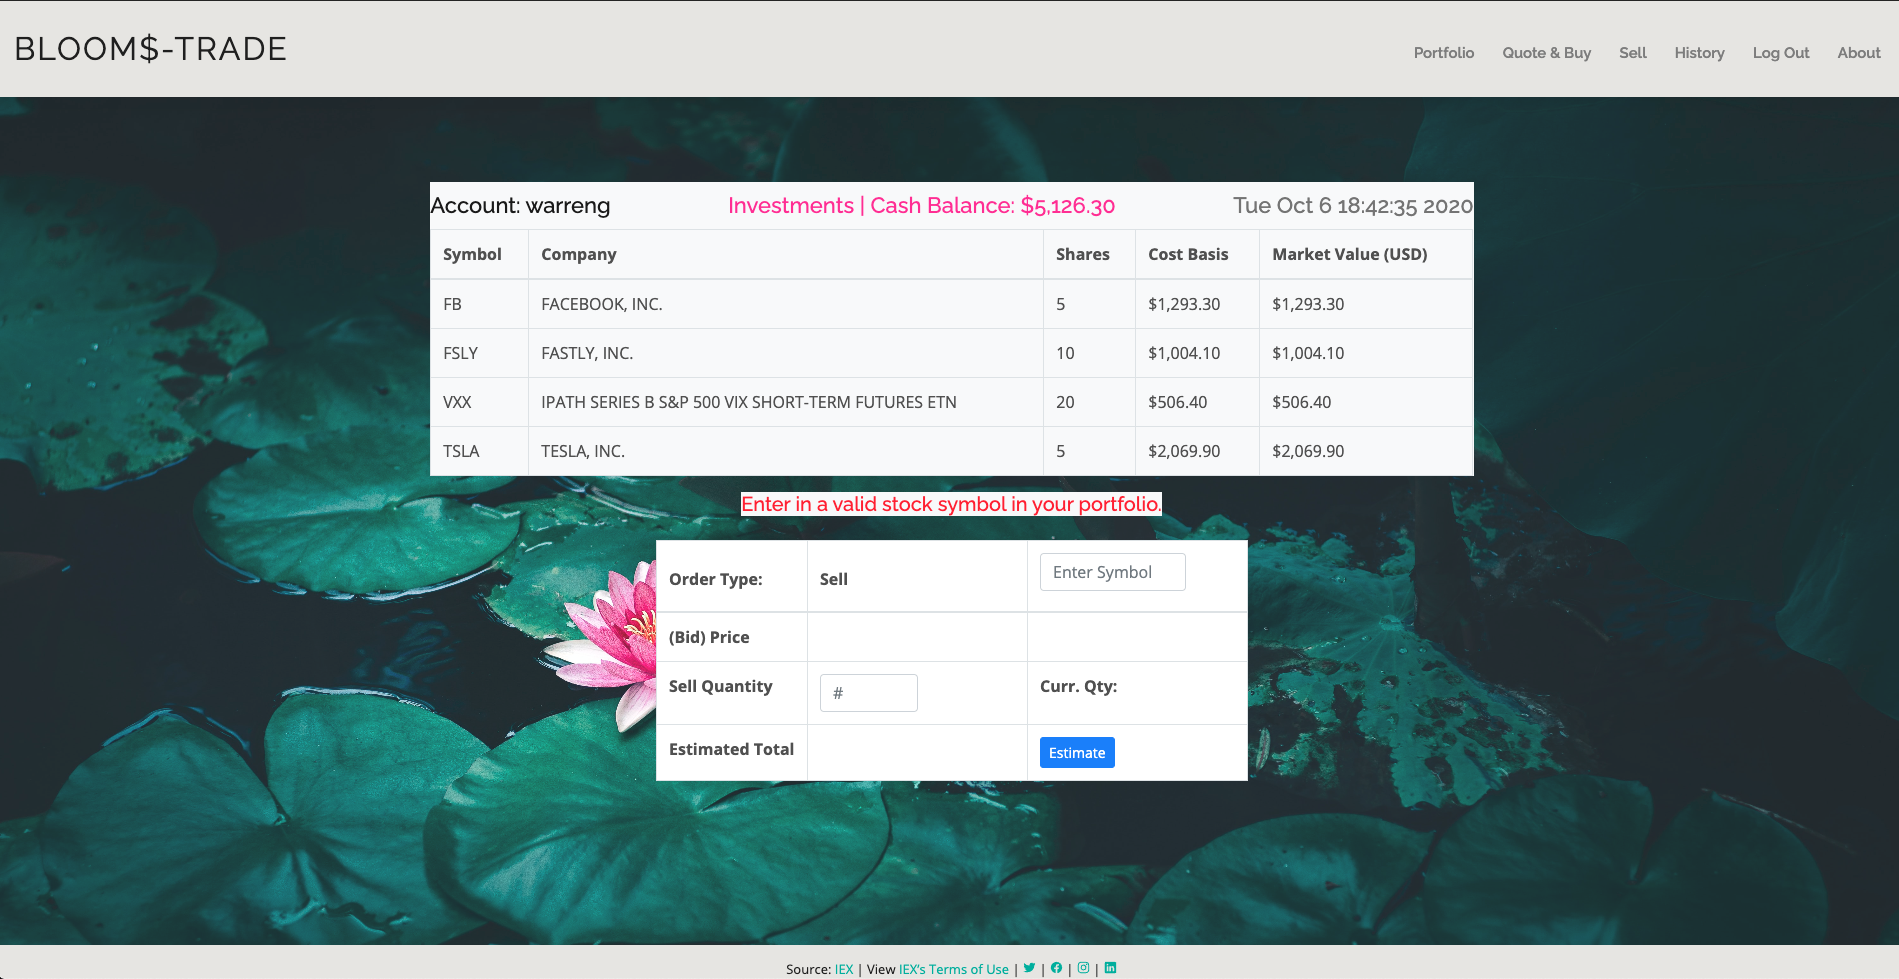 BLOOM$-TRADE
Portfolio Quote & Buy Sell History Log Out About
Account: warreng Investments | Cash Balance: $5,126.30 Tue Oct 6 18:42:35 2020
Symbol Company Shares Cost Basis Market Value (USD)
FB FACEBOOK, INC. 5 $1,293.30 $1,293.30
FSLY FASTLY, INC. 10 $1,004.10 $1,004.10
VXX IPATH SERIES B S&P 500 VIX SHORT-TERM FUTURES ETN 20 $506.40 $506.40
TSLA TESLA, INC. 5 $2,069.90 $2,069.90
Enter in a valid stock symbol in your portfolio.
Order Type: Sell Enter Symbol
(Bid) Price
Sell Quantity # Curr. Qty:
Estimated Total Estimate
Source: IEX | View IEX's Terms of Use | | | |